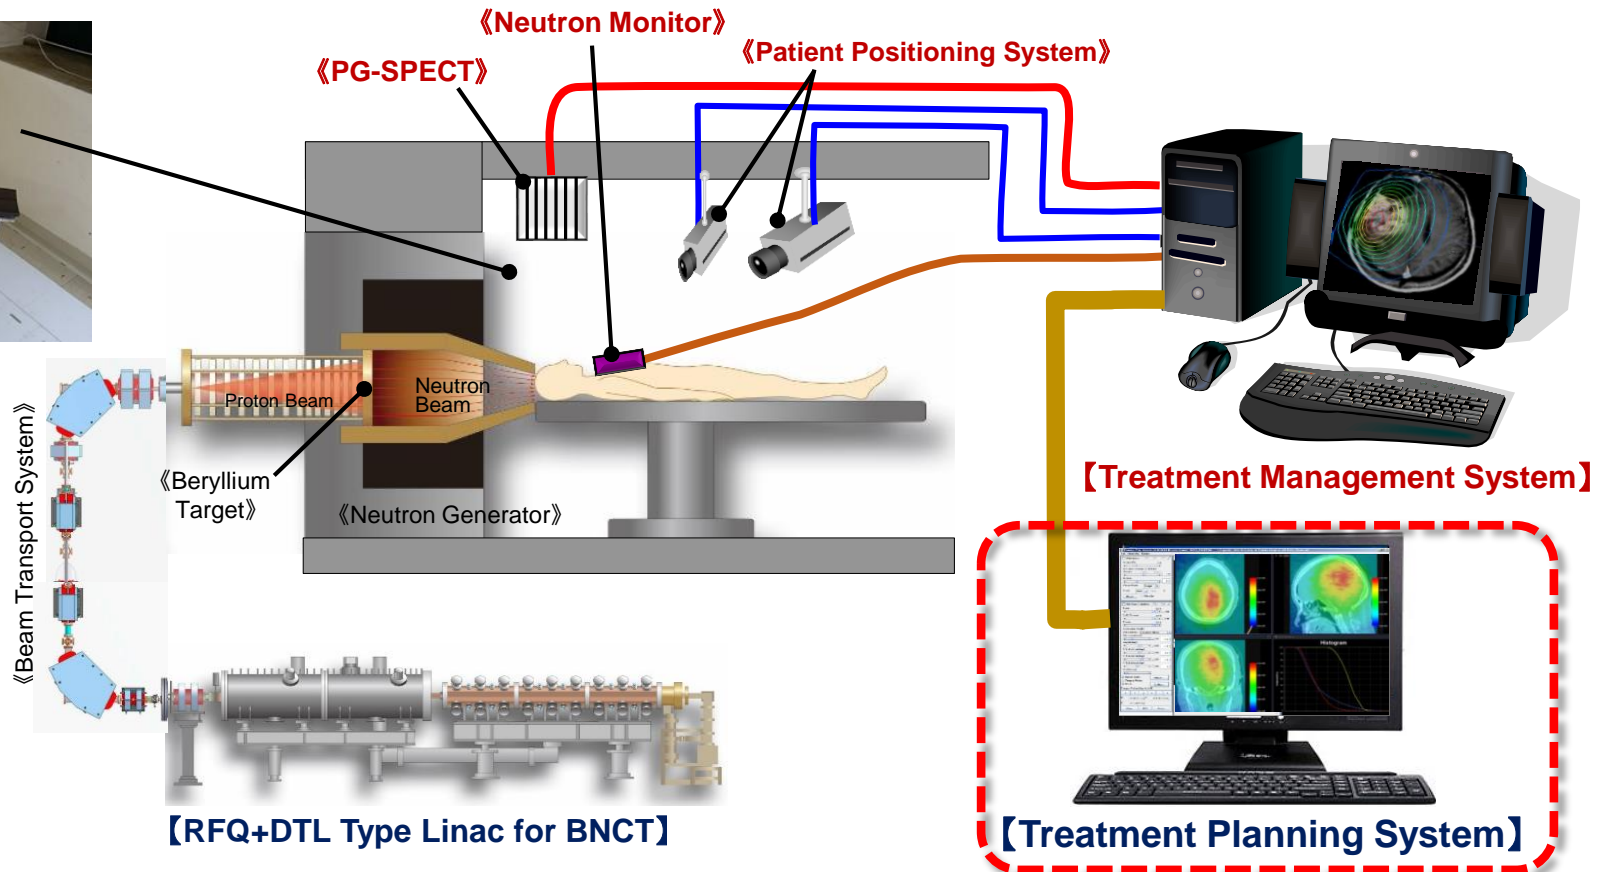 《Neutron Monitor》
《PG-SPECT》
《Patient Positioning System》
Proton Beam
Neutron
Beam
《Beryllium
Target》
《Neutron Generator》
《Beam Transport System》
【Treatment Management System】
Histogram
【RFQ+DTL Type Linac for BNCT】
【Treatment Planning System】